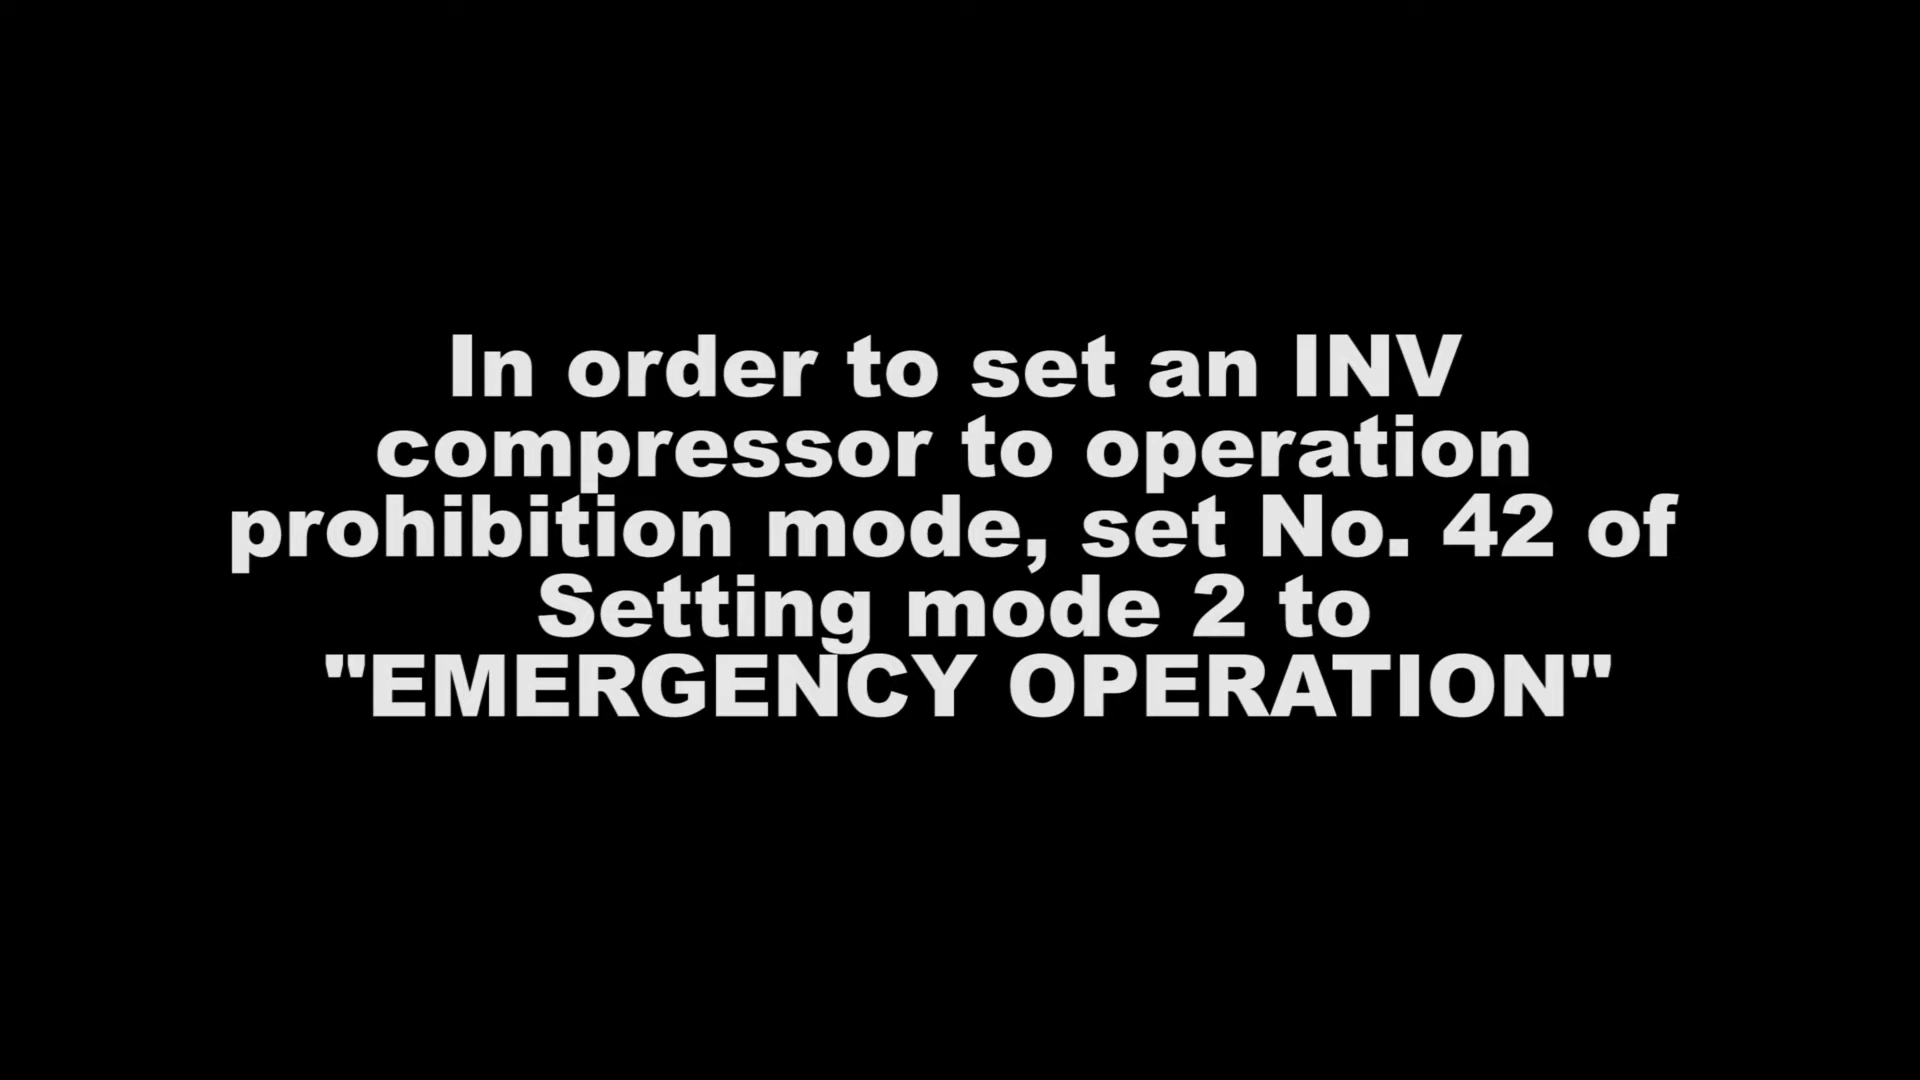 In order to set an INV
compressor to operation
prohibition mode, set No. 42 of
Setting mode 2 to
"EMERGENCY OPERATION"